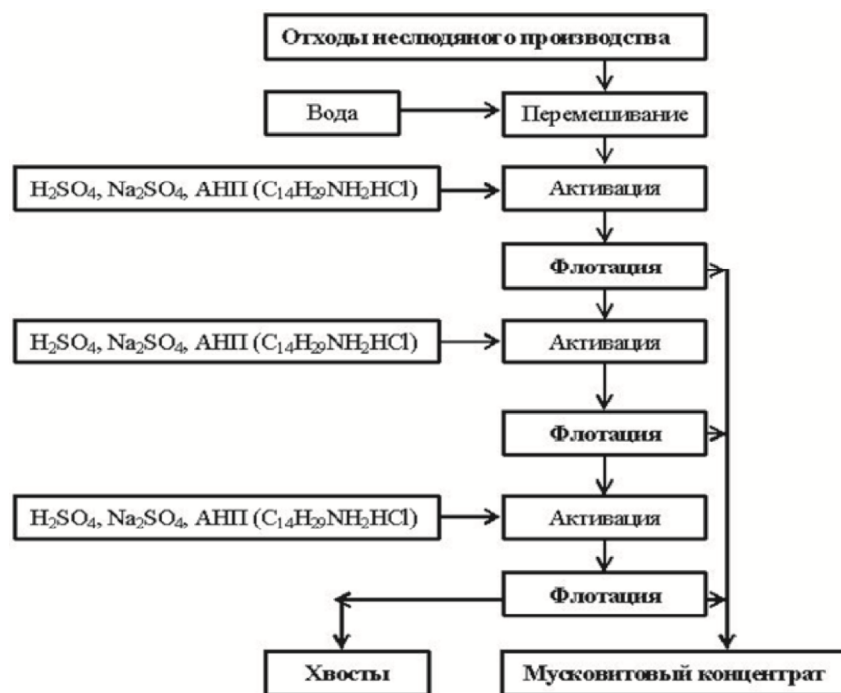 Отходы неслюдяного производства
Вода
Перемешивание
H₂SO₄, Na₂SO₄, АНП (C₁₄H₂₉NH₂HCl)
Активация
Флотация
H₂SO₄, Na₂SO₄, АНП (C₁₄H₂₉NH₂HCl)
Активация
Флотация
H₂SO₄, Na₂SO₄, АНП (C₁₄H₂₉NH₂HCl)
Активация
Флотация
Хвосты
Мусковитовый концентрат